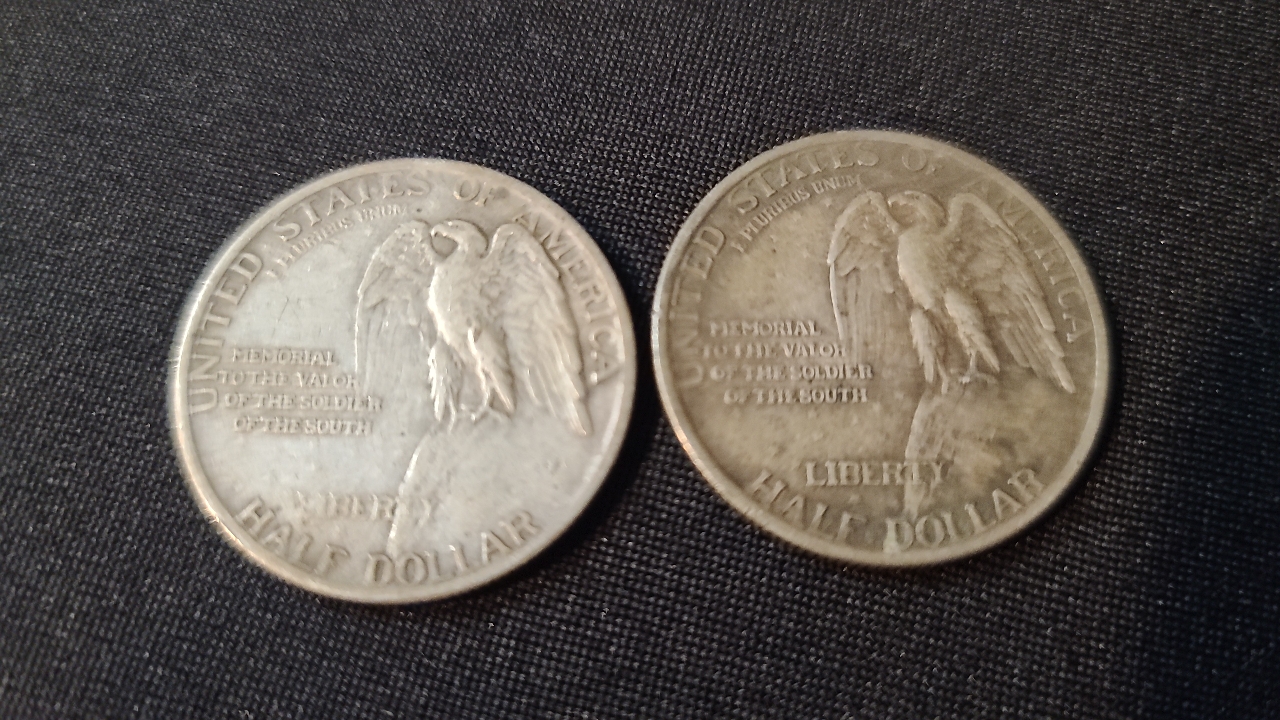 UNITED STATES OF AMERICA
E PLURIBUS UNUM
MEMORIAL
TO THE VALOR
OF THE SOLDIER
OF THE SOUTH
LIBERTY
HALF DOLLAR
UNITED STATES OF AMERICA
E PLURIBUS UNUM
MEMORIAL
TO THE VALOR
OF THE SOLDIER
OF THE SOUTH
LIBERTY
HALF DOLLAR